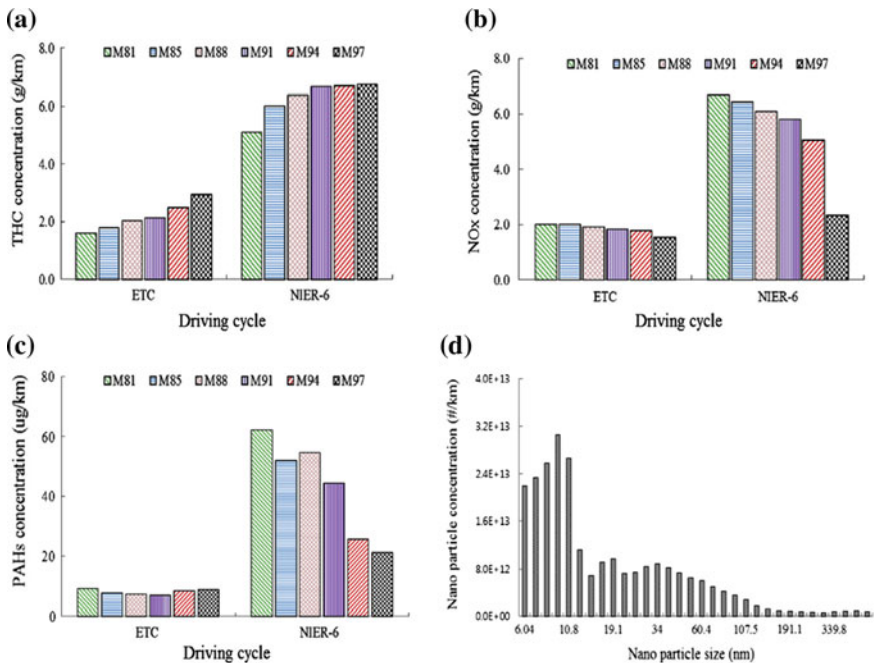 (a)
M81 M85 M88 M91 M94 M97
8.0
6.0
4.0
2.0
0.0
THC concentration (g/km)
ETC NIER-6
Driving cycle
(b)
M81 M85 M88 M91 M94 M97
8.0
6.0
4.0
2.0
0.0
NOx concentration (g/km)
ETC NIER-6
Driving cycle
(c)
M81 M85 M88 M91 M94 M97
80
60
40
20
0
PAHs concentration (ug/km)
ETC NIER-6
Driving cycle
(d)
4.0E+13
3.2E+13
2.4E+13
1.6E+13
8.0E+12
0.0E+00
Nano particle concentration (#/km)
6.04 10.8 19.1 34 60.4 107.5 191.1 339.8
Nano particle size (nm)